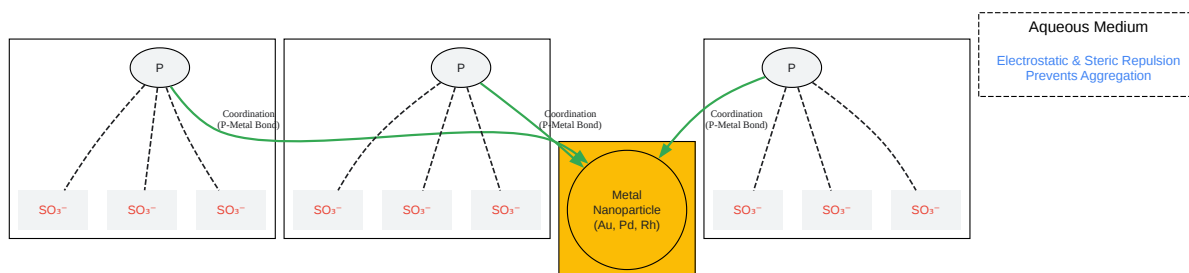 Aqueous Medium
Electrostatic & Steric Repulsion
Prevents Aggregation
P
P
P
Coordination
(P-Metal Bond)
Coordination
(P-Metal Bond)
Coordination
(P-Metal Bond)
SO₃⁻
SO₃⁻
SO₃⁻
SO₃⁻
SO₃⁻
SO₃⁻
Metal
Nanoparticle
(Au, Pd, Rh)
SO₃⁻
SO₃⁻
SO₃⁻